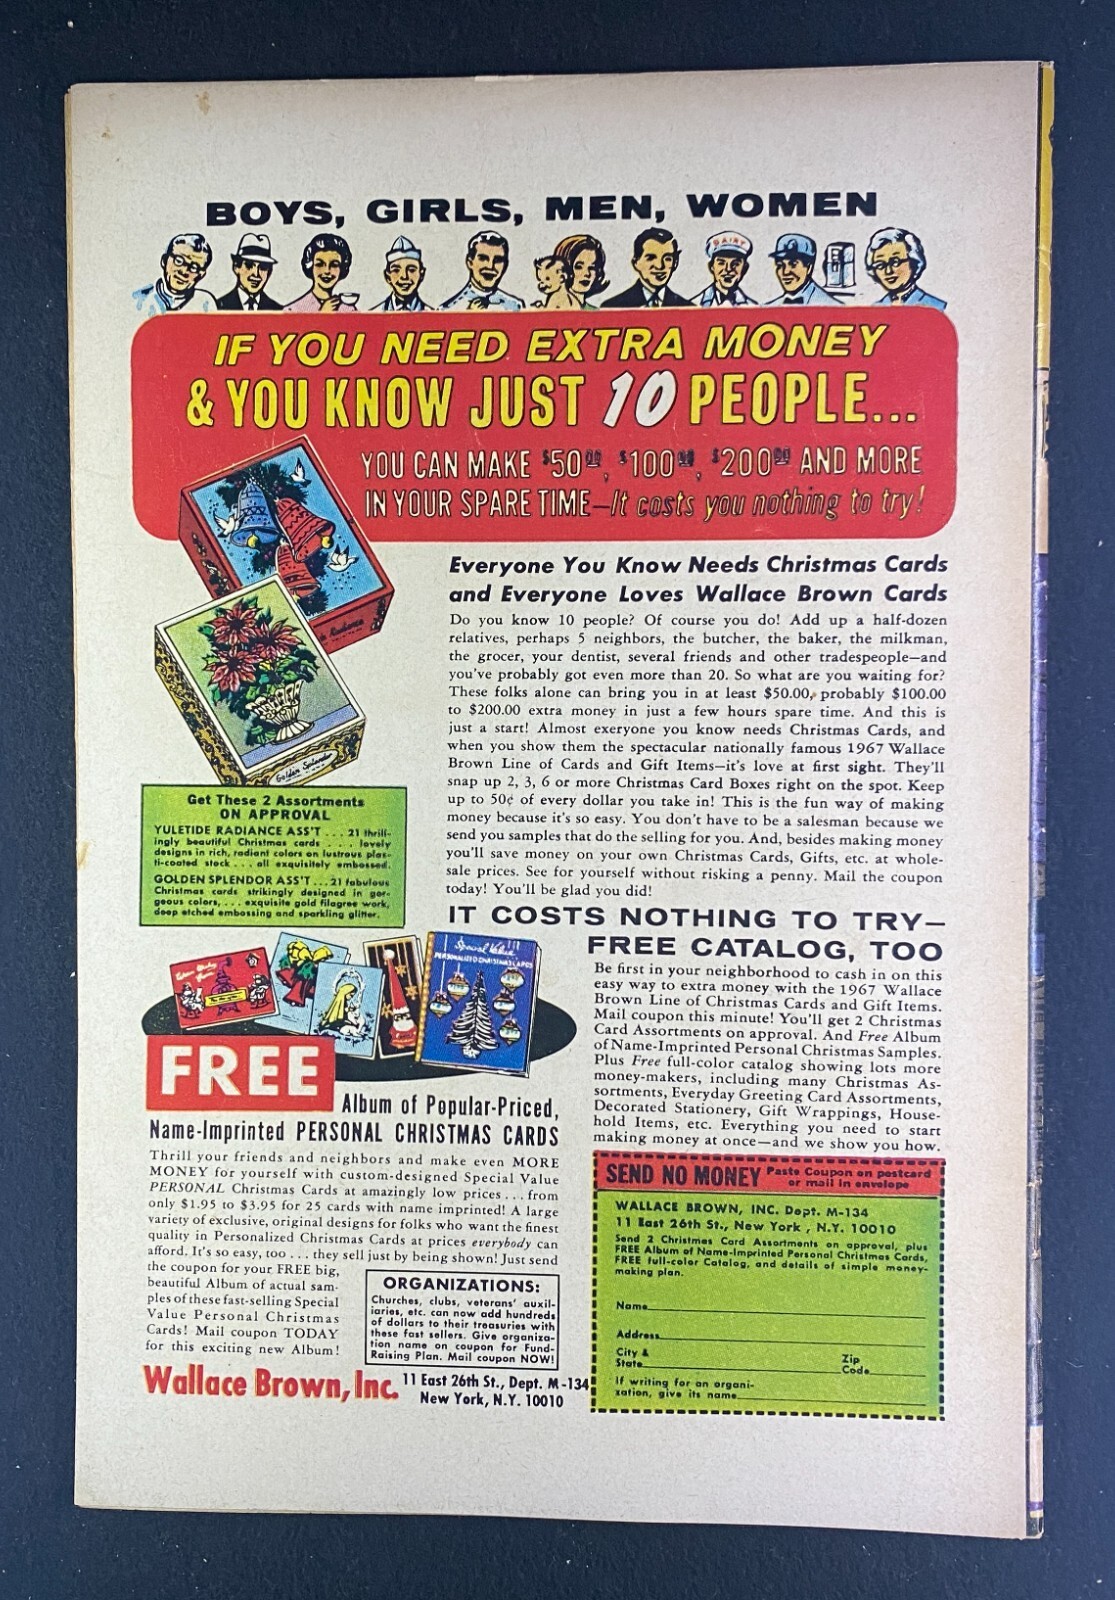 BOYS, GIRLS, MEN, WOMEN
DAIRY
IF YOU NEED EXTRA MONEY
& YOU KNOW JUST 10 PEOPLE...
YOU CAN MAKE $50.00, $100.00, $200.00 AND MORE
IN YOUR SPARE TIME—It costs you nothing to try!
Radiance
Golden Splendor
Everyone You Know Needs Christmas Cards
and Everyone Loves Wallace Brown Cards
Do you know 10 people? Of course you do! Add up a half-dozen
relatives, perhaps 5 neighbors, the butcher, the baker, the milkman,
the grocer, your dentist, several friends and other tradespeople—and
you've probably got even more than 20. So what are you waiting for?
These folks alone can bring you in at least $50.00, probably $100.00
to $200.00 extra money in just a few hours spare time. And this is
just a start! Almost everyone you know needs Christmas Cards, and
when you show them the spectacular nationally famous 1967 Wallace
Brown Line of Cards and Gift Items—it's love at first sight. They'll
snap up 2, 3, 6 or more Christmas Card Boxes right on the spot. Keep
up to 50¢ of every dollar you take in! This is the fun way of making
money because it's so easy. You don't have to be a salesman because we
send you samples that do the selling for you. And, besides making money
you'll save money on your own Christmas Cards, Gifts, etc. at whole-
sale prices. See for yourself without risking a penny. Mail the coupon
today! You'll be glad you did!
Get These 2 Assortments
ON APPROVAL
YULETIDE RADIANCE ASS'T . . . 21 thrill-
ingly beautiful Christmas cards . . . lovely
designs in rich, radiant colors on lustrous plas-
ti-coated stock . . . all exquisitely embossed.
GOLDEN SPLENDOR ASS'T . . . 21 fabulous
Christmas cards strikingly designed in gor-
geous colors, . . . exquisite gold filagree work,
deep etched embossing and sparkling glitter.
IT COSTS NOTHING TO TRY—
FREE CATALOG, TOO
Be first in your neighborhood to cash in on this
easy way to extra money with the 1967 Wallace
Brown Line of Christmas Cards and Gift Items.
Mail coupon this minute! You'll get 2 Christmas
Card Assortments on approval. And Free Album
of Name-Imprinted Personal Christmas Samples.
Plus Free full-color catalog showing lots more
money-makers, including many Christmas As-
sortments, Everyday Greeting Card Assortments,
Decorated Stationery, Gift Wrappings, House-
hold Items, etc. Everything you need to start
making money at once—and we show you how.
Special Value
PERSONALIZED CHRISTMAS CARDS
FREE
Album of Popular-Priced,
Name-Imprinted PERSONAL CHRISTMAS CARDS
Thrill your friends and neighbors and make even MORE
MONEY for yourself with custom-designed Special Value
PERSONAL Christmas Cards at amazingly low prices . . . from
only $1.95 to $3.95 for 25 cards with name imprinted! A large
variety of exclusive, original designs for folks who want the finest
quality in Personalized Christmas Cards at prices everybody can
afford. It's so easy, too . . . they sell just by being shown! Just send
the coupon for your FREE big,
beautiful Album of actual sam-
ples of these fast-selling Special
Value Personal Christmas
Cards! Mail coupon TODAY
for this exciting new Album!
ORGANIZATIONS:
Churches, clubs, veterans' auxil-
iaries, etc. can now add hundreds
of dollars to their treasuries with
these fast sellers. Give organiza-
tion name on coupon for Fund-
Raising Plan. Mail coupon NOW!
Wallace Brown, Inc. 11 East 26th St., Dept. M-134
New York, N.Y. 10010
SEND NO MONEY Paste Coupon on postcard
or mail in envelope
WALLACE BROWN, INC. Dept. M-134
11 East 26th St., New York , N.Y. 10010
Send 2 Christmas Card Assortments on approval, plus
FREE Album of Name-Imprinted Personal Christmas Cards,
FREE full-color Catalog, and details of simple money-
making plan.
Name
Address
City &
State
Zip
Code
If writing for an organi-
zation, give its name